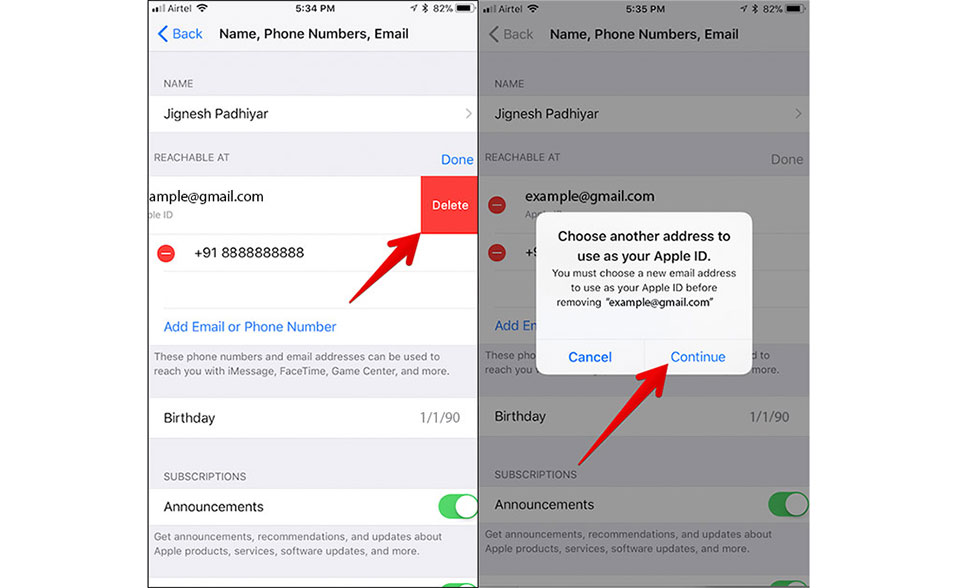 Airtel 5:34 PM 82%
Back Name, Phone Numbers, Email
NAME
Jignesh Padhiyar
REACHABLE AT Done
ample@gmail.com
ple ID
Delete
+91 8888888888
Add Email or Phone Number
These phone numbers and email addresses can be used to
reach you with iMessage, FaceTime, Game Center, and more.
Birthday 1/1/90
SUBSCRIPTIONS
Announcements
Get announcements, recommendations, and updates about
Apple products, services, software updates, and more.
Airtel 5:35 PM 82%
Back Name, Phone Numbers, Email
NAME
Jignesh Padhiyar
REACHABLE AT Done
example@gmail.com
App ID
+9
Choose another address to
use as your Apple ID.
You must choose a new email address
to use as your Apple ID before
removing "example@gmail.com"
Cancel Continue
Add En
These pho d to
reach you more.
Birthday 1/1/90
SUBSCRIPTIONS
Announcements
Get announcements, recommendations, and updates about
Apple products, services, software updates, and more.